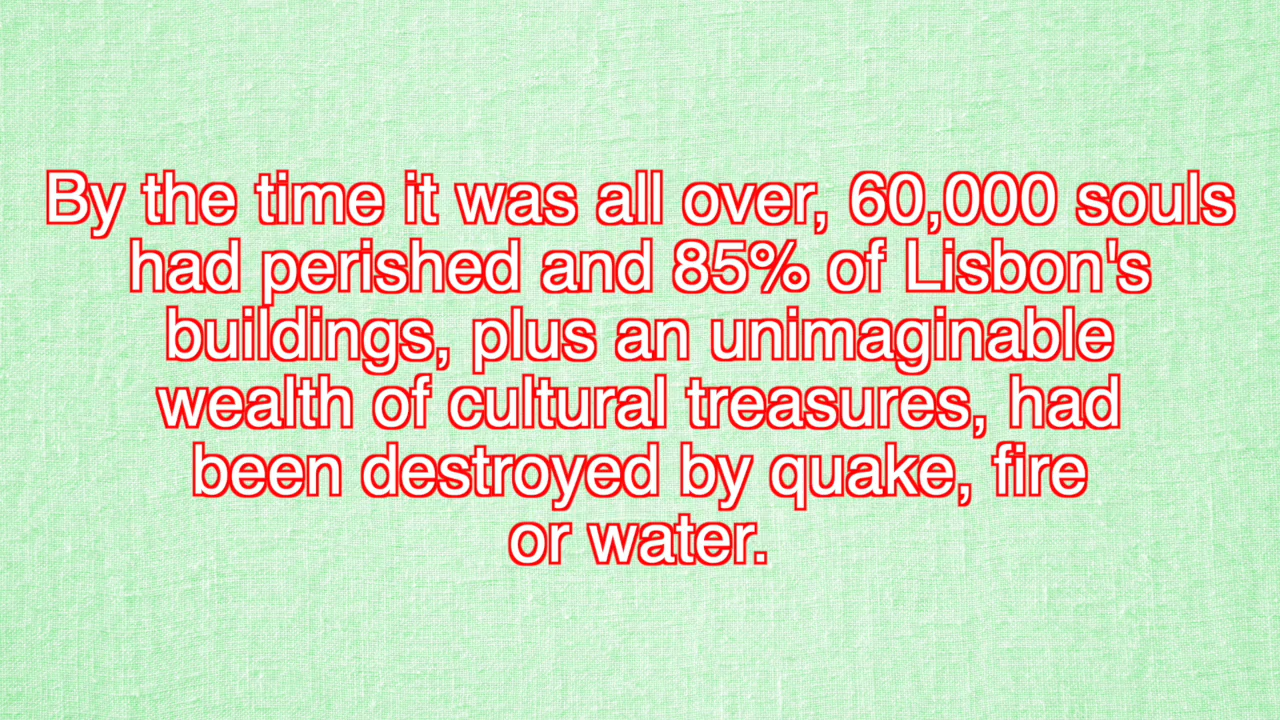 By the time it was all over, 60,000 souls
had perished and 85% of Lisbon's
buildings, plus an unimaginable
wealth of cultural treasures, had
been destroyed by quake, fire
or water.